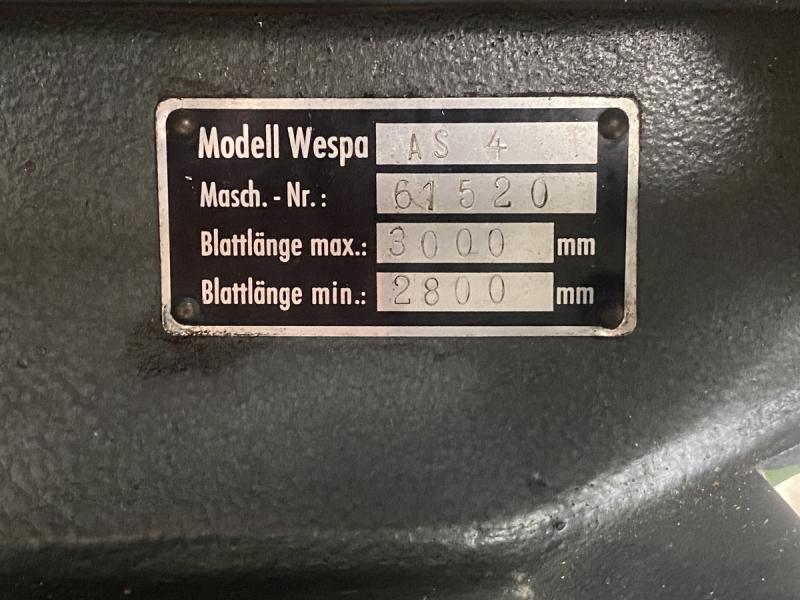 Modell Wespa AS 4
Masch.-Nr.: 61520
Blattlänge max.: 3000 mm
Blattlänge min.: 2800 mm